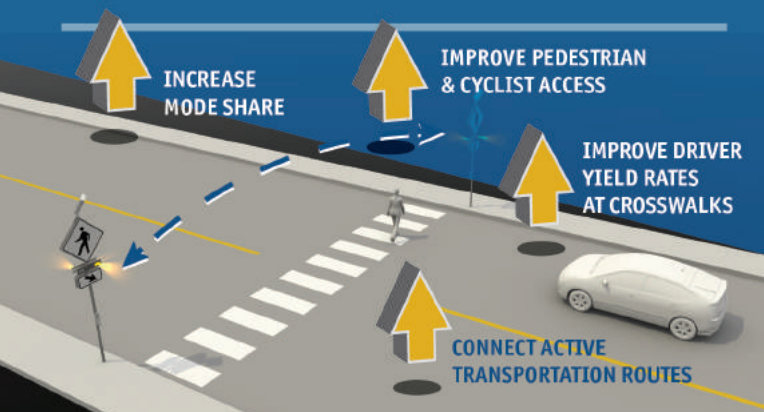 INCREASE
MODE SHARE
IMPROVE PEDESTRIAN
& CYCLIST ACCESS
IMPROVE DRIVER
YIELD RATES
AT CROSSWALKS
CONNECT ACTIVE
TRANSPORTATION ROUTES